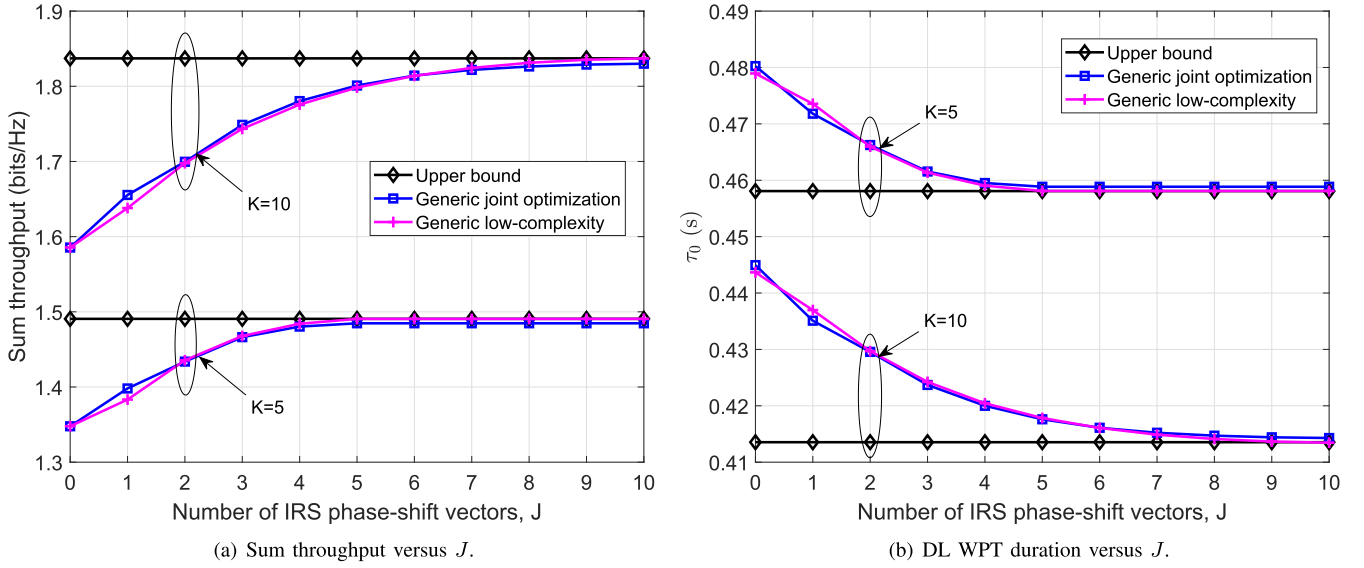 Sum throughput (bits/Hz)
1.9
1.8
1.7
1.6
1.5
1.4
1.3
0 1 2 3 4 5 6 7 8 9 10
Number of IRS phase-shift vectors, J
Upper bound
Generic joint optimization
Generic low-complexity
K=10
K=5
(a) Sum throughput versus J.
τ0 (s)
0.49
0.48
0.47
0.46
0.45
0.44
0.43
0.42
0.41
0 1 2 3 4 5 6 7 8 9 10
Number of IRS phase-shift vectors, J
Upper bound
Generic joint optimization
Generic low-complexity
K=5
K=10
(b) DL WPT duration versus J.